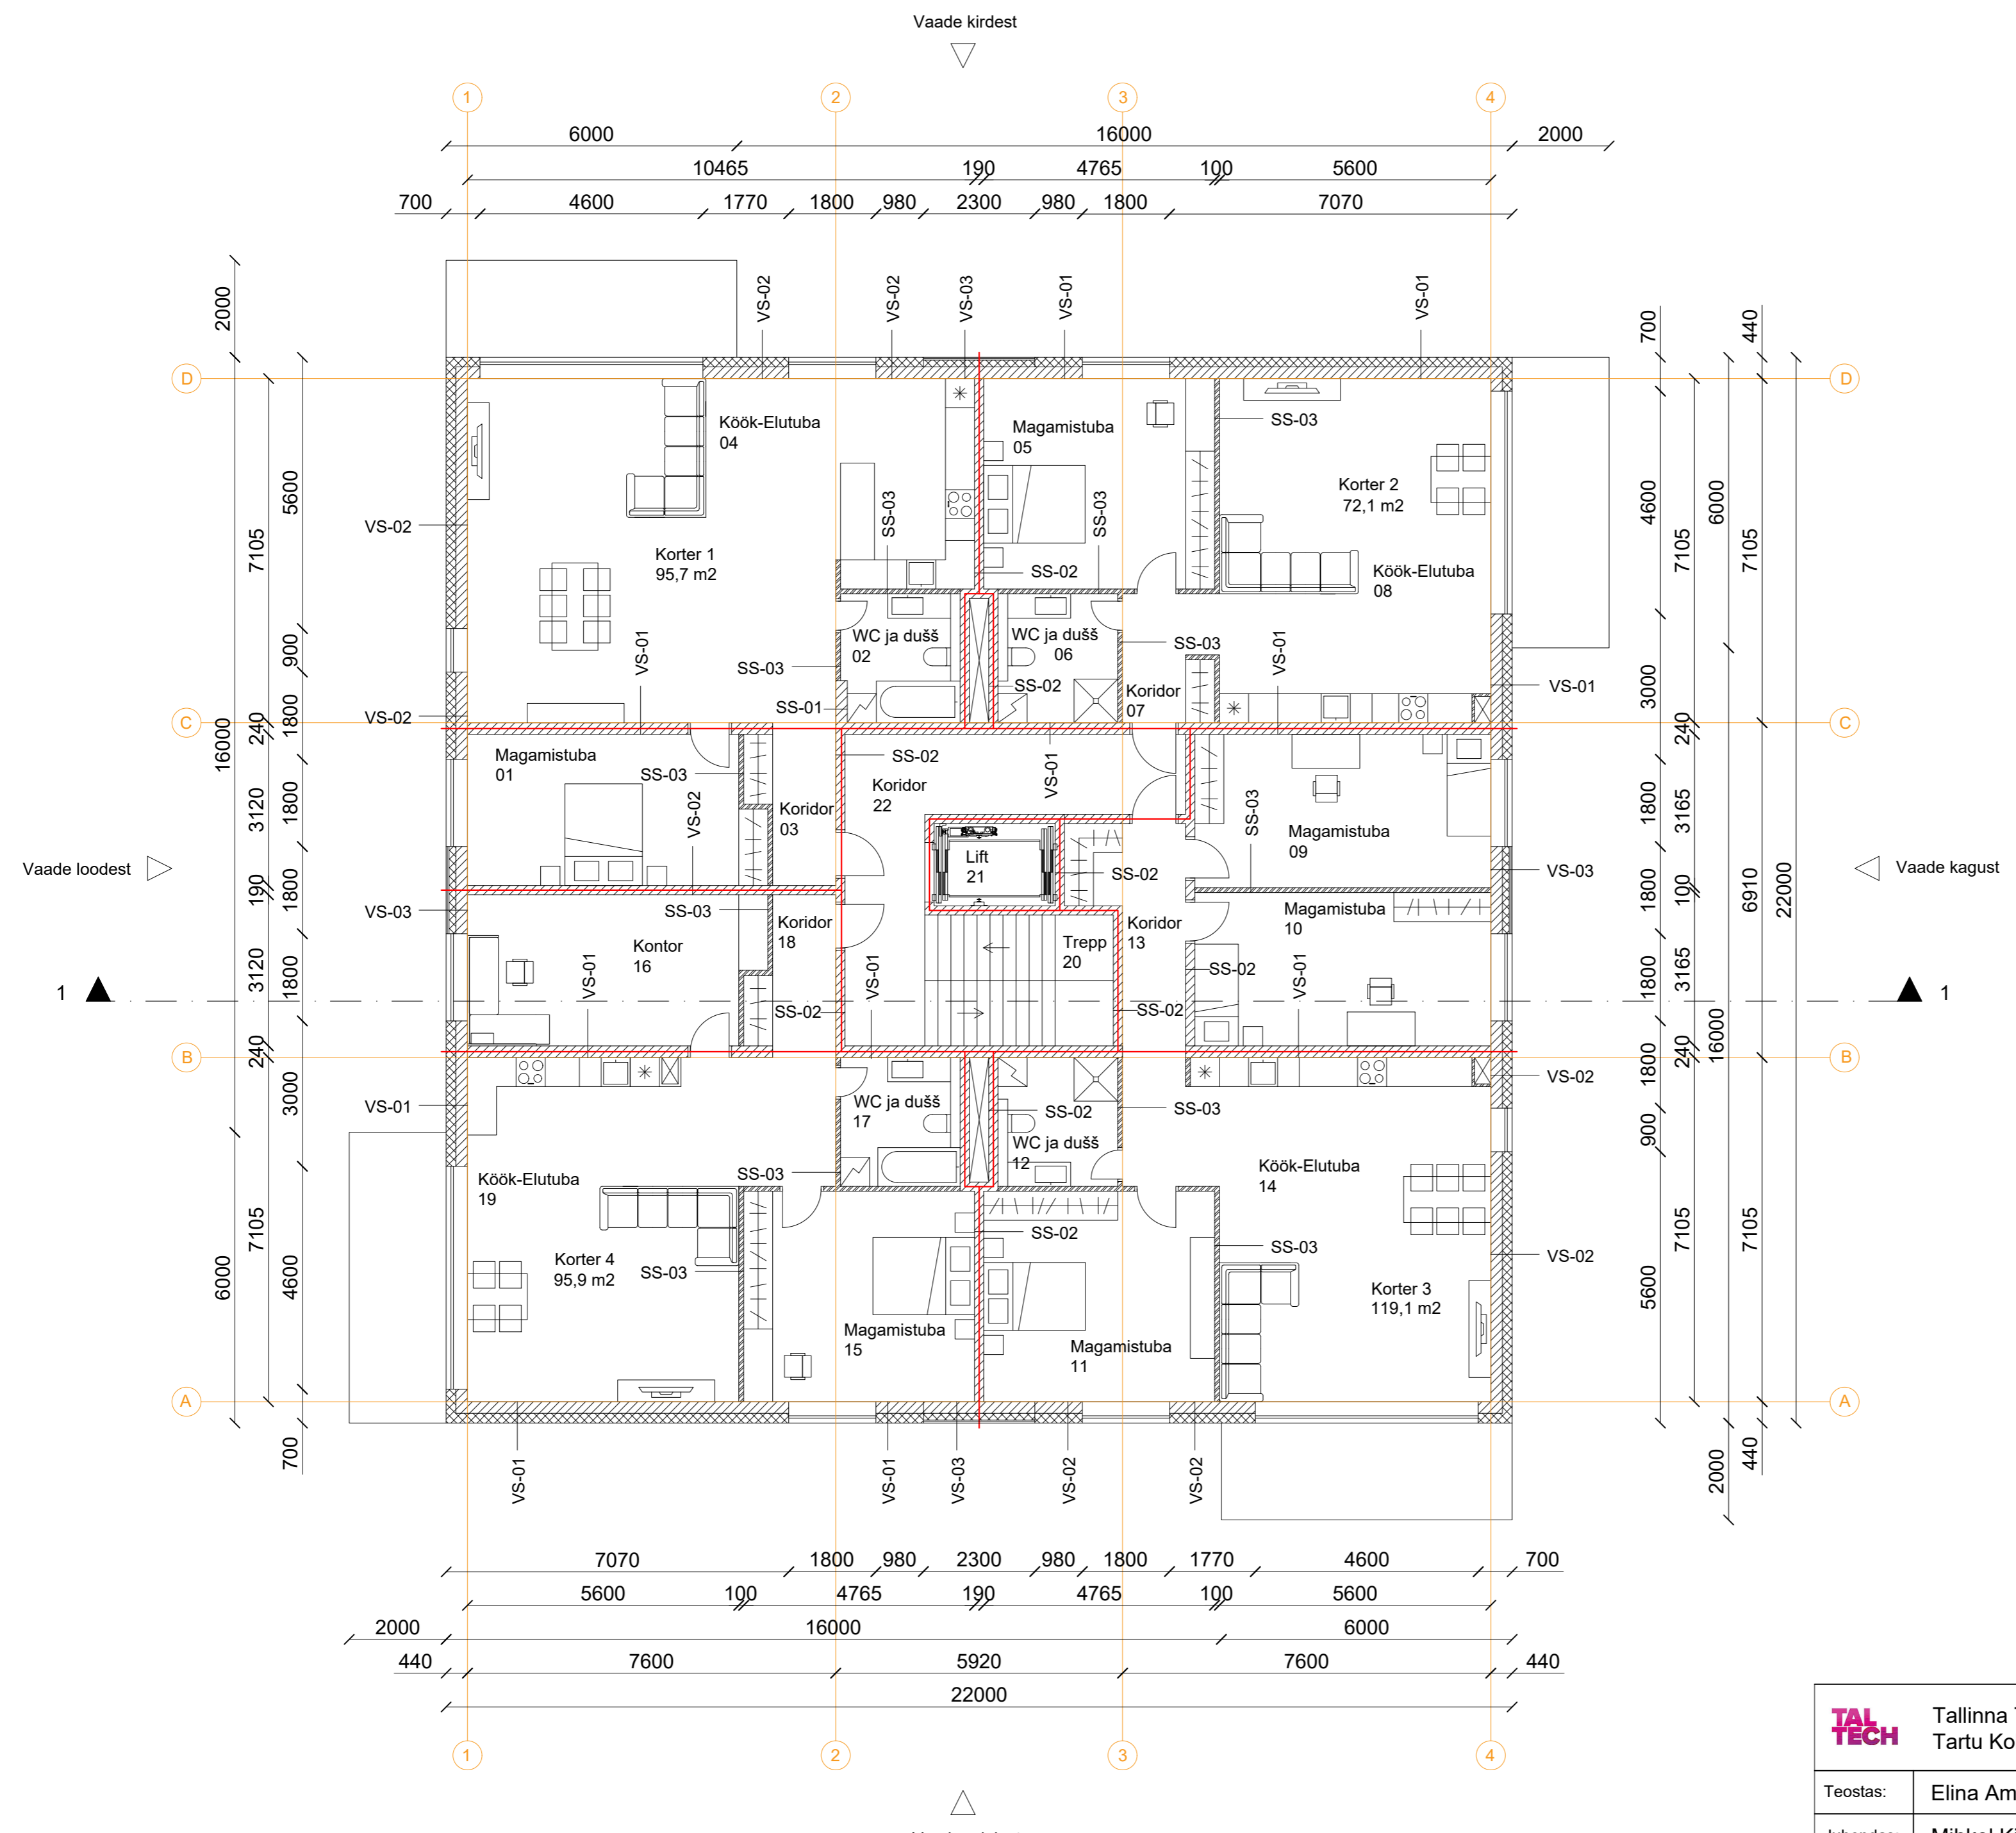 Vaade kirdest
1 2 3 4
6000 16000 2000
10465 190 4765 100 5600
700 4600 1770 1800 980 2300 980 1800 7070
VS-02 VS-02 VS-03 VS-01 VS-01
2000
700 440
D D
Köök-Elutuba
04
Magamistuba
05
SS-03
Korter 2
72,1 m2
VS-02
SS-03
SS-03
Korter 1
95,7 m2
SS-02
Köök-Elutuba
08
5600
7105
900
1800
240
16000
4600
7105
6000
7105
3000
240
WC ja dušš
02
WC ja dušš
06
VS-01
SS-03
SS-03
VS-01
SS-02
SS-01
Koridor
07
VS-01
VS-02
C C
Magamistuba
01
SS-03
VS-02
Koridor
03
SS-02
Koridor
22
VS-01
SS-03
Magamistuba
09
Lift
21
SS-02
VS-03
Vaade loodest
Vaade kagust
3120
1800
190
1800
3120
1800
240
1800
3165
1800
100
3165
1800
240
1800
6910
22000
16000
VS-03
SS-03
Kontor
16
Koridor
18
VS-01
VS-01
Trepp
20
Koridor
13
Magamistuba
10
SS-02
VS-01
SS-02
SS-02
1 1
B B
VS-01
WC ja dušš
17
SS-02
WC ja dušš
12
SS-03
VS-02
3000
900
Köök-Elutuba
19
SS-03
Köök-Elutuba
14
7105
6000
4600
700
Korter 4
95,9 m2
SS-03
SS-02
SS-03
VS-02
Korter 3
119,1 m2
Magamistuba
15
Magamistuba
11
5600
7105
7105
2000
440
A A
VS-01 VS-01 VS-03 VS-02 VS-02
7070 1800 980 2300 980 1800 1770 4600 700
5600 100 4765 190 4765 100 5600
2000 16000 6000
440 7600 5920 7600 440
22000
1 2 3 4
TAL
TECH
Tallinna
Tartu Ko
Teostas:
Elina Am